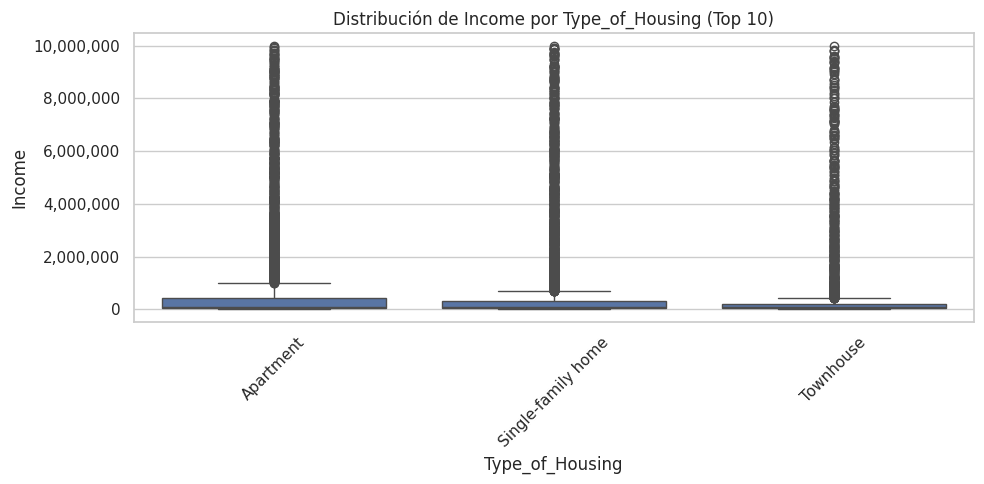 Distribución de Income por Type_of_Housing (Top 10)
10,000,000
8,000,000
6,000,000
4,000,000
2,000,000
0
Income
Apartment
Single-family home
Townhouse
Type_of_Housing